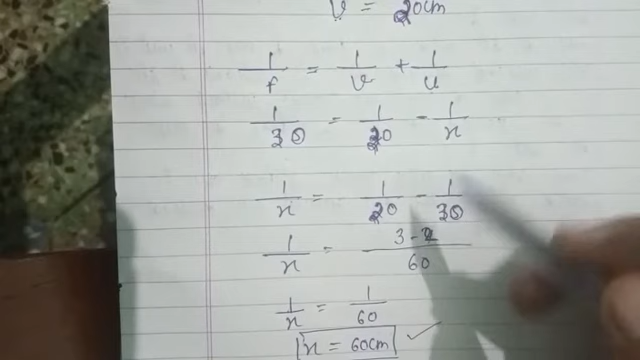 v = 20cm
1/f = 1/v + 1/u
1/30 = 1/20 - 1/x
1/x = 1/20 - 1/30
1/x = 3-2/60
1/x = 1/60
x = 60cm ✓